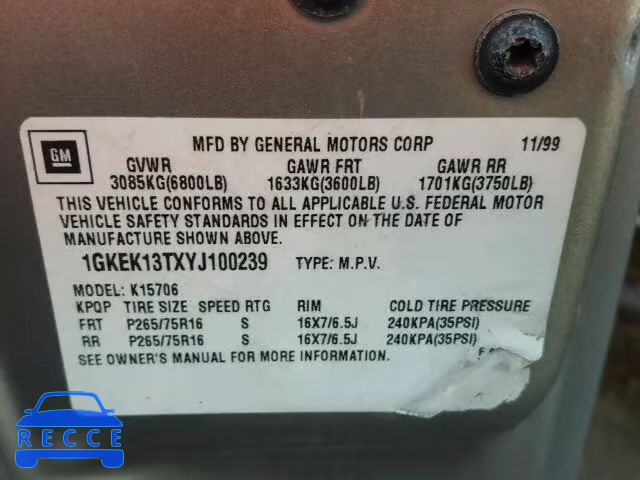 GM
MFD BY GENERAL MOTORS CORP 11/99
GVWR GAWR FRT GAWR RR
3085KG(6800LB) 1633KG(3600LB) 1701KG(3750LB)
THIS VEHICLE CONFORMS TO ALL APPLICABLE U.S. FEDERAL MOTOR
VEHICLE SAFETY STANDARDS IN EFFECT ON THE DATE OF
MANUFACTURE SHOWN ABOVE.
1GKEK13TXYJ100239 TYPE: M.P.V.
MODEL: K15706
KPQP TIRE SIZE SPEED RTG RIM COLD TIRE PRESSURE
FRT P265/75R16 S 16X7/6.5J 240KPA(35PSI)
RR P265/75R16 S 16X7/6.5J 240KPA(35PSI)
SEE OWNER'S MANUAL FOR MORE INFORMATION.
RECCE